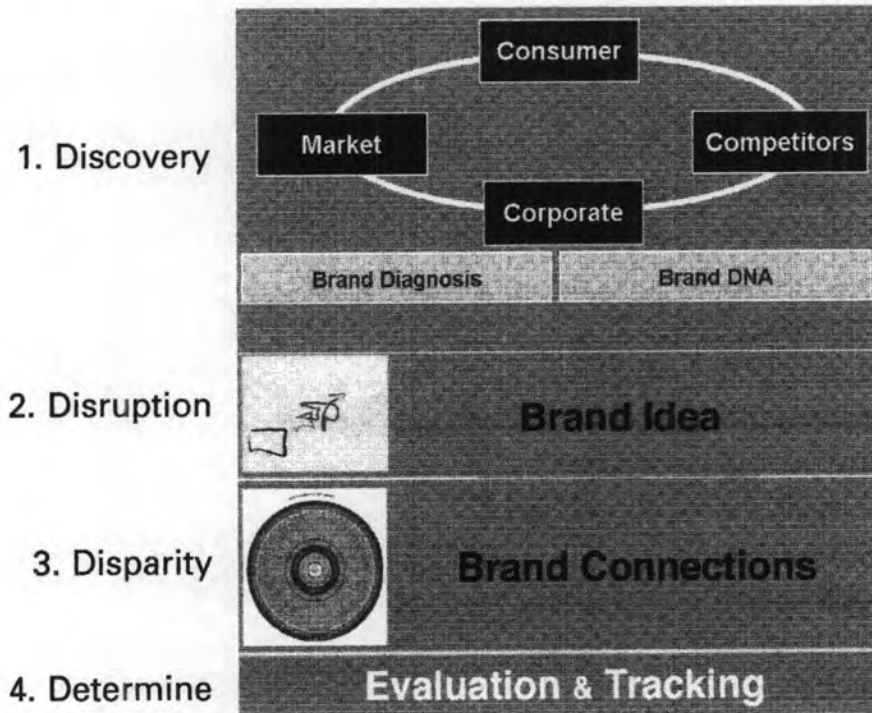 Consumer
1. Discovery
Market
Competitors
Corporate
Brand Diagnosis
Brand DNA
2. Disruption
Brand Idea
3. Disparity
Brand Connections
4. Determine
Evaluation & Tracking